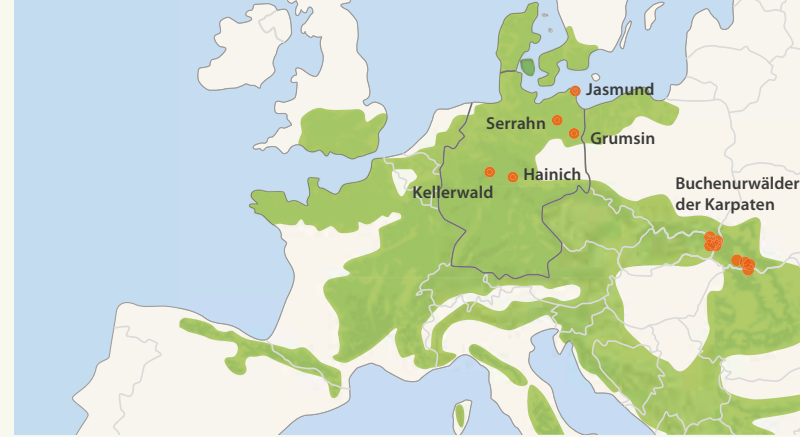 Jasmund
Serrahn
Grumsin
Hainich
Kellerwald
Buchenurwälder
der Karpaten